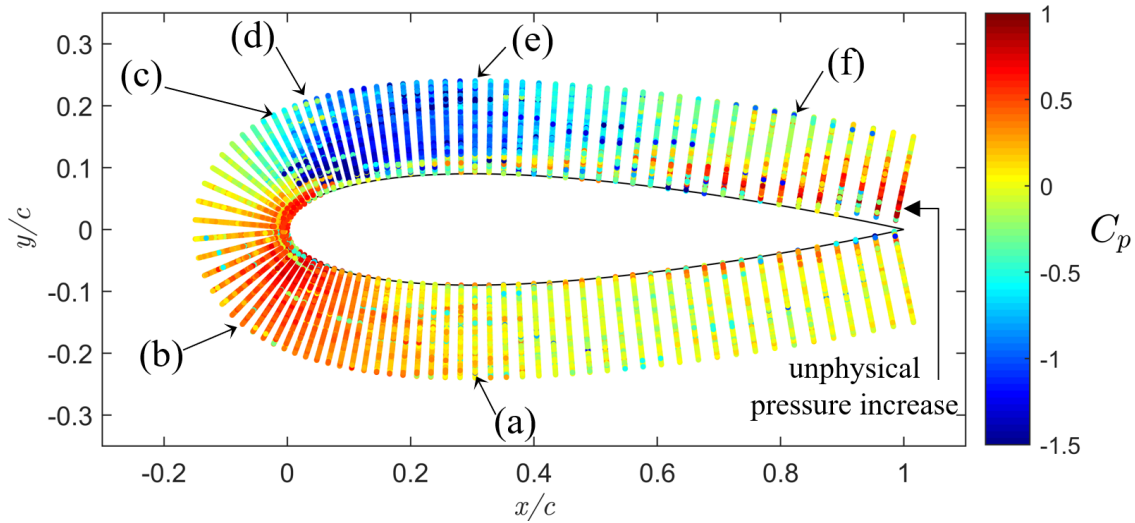 (d)
(e)
(c)
(f)
(b)
(a)
unphysical
pressure increase
0.3
0.2
0.1
0
-0.1
-0.2
-0.3
y/c
-0.2
0
0.2
0.4
0.6
0.8
1
x/c
1
0.5
0
-0.5
-1
-1.5
C_p